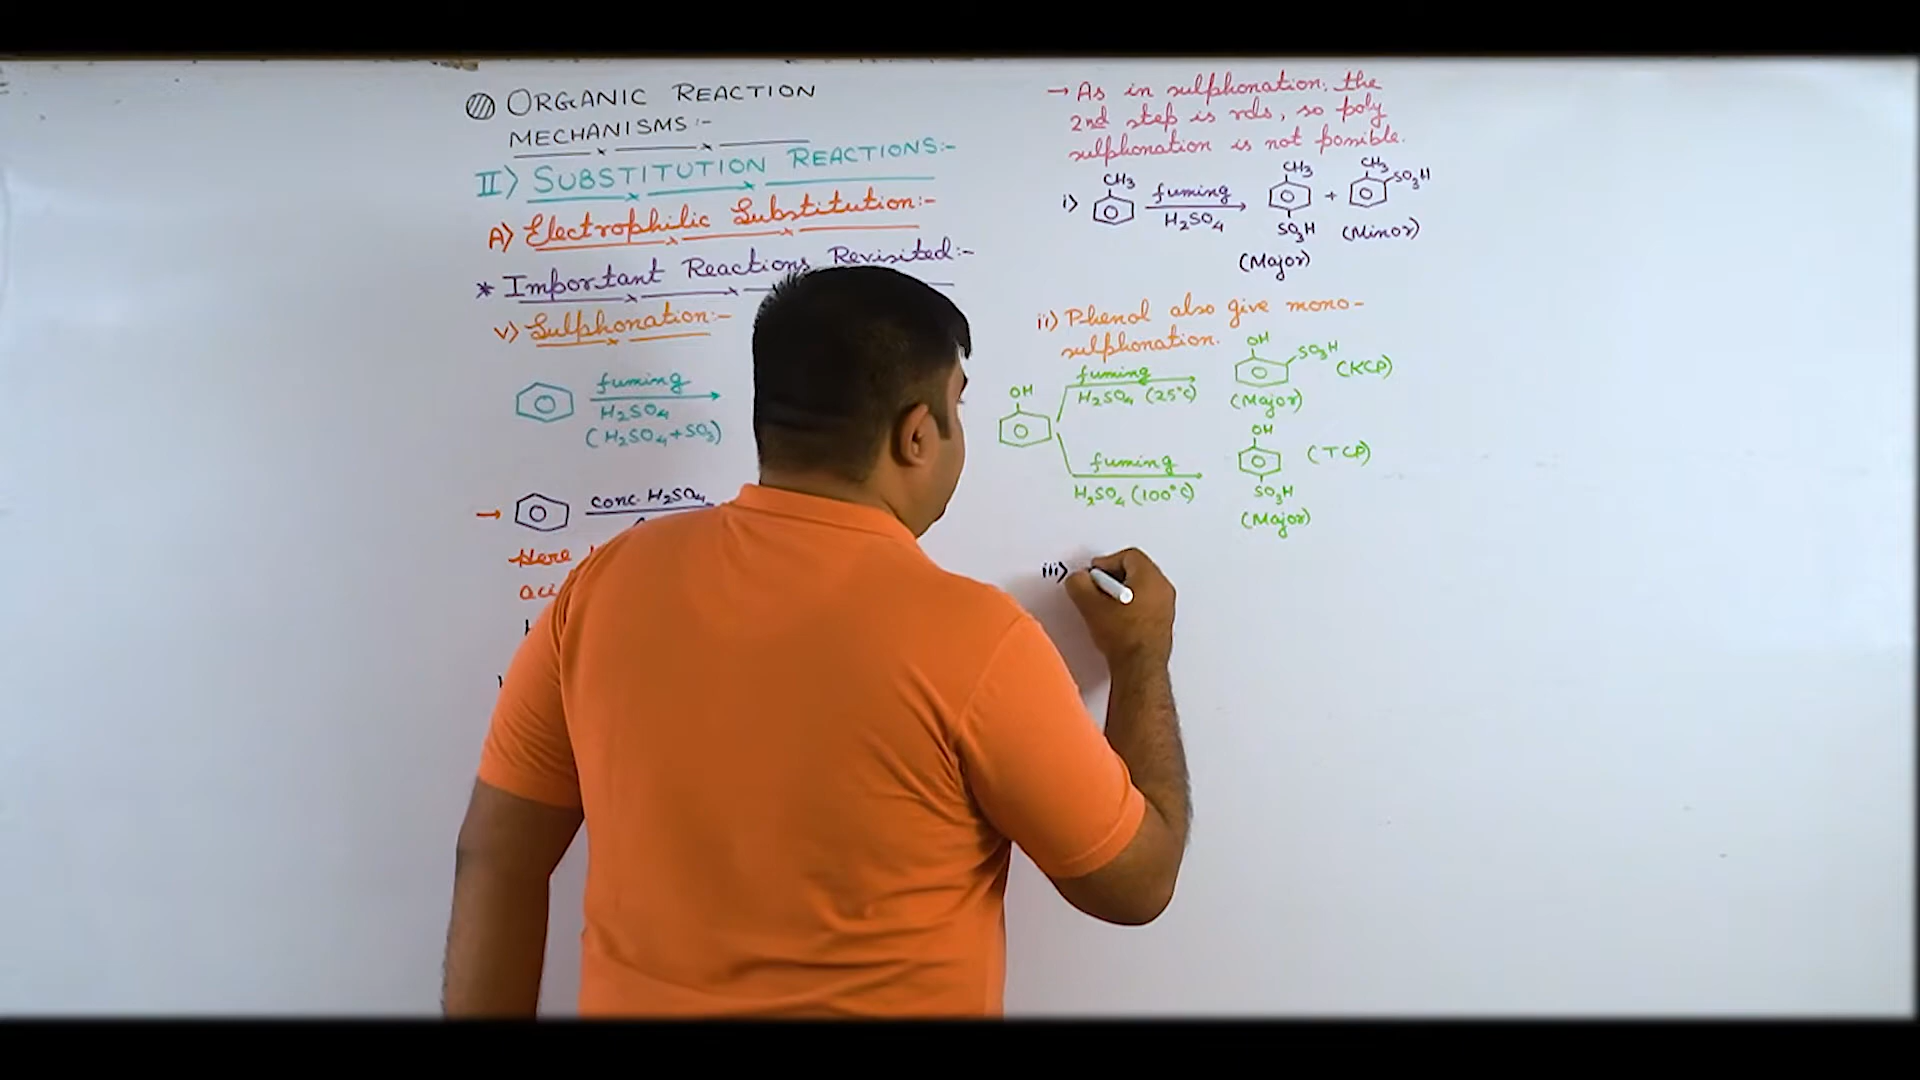 ORGANIC REACTION
MECHANISMS:-
II) SUBSTITUTION REACTIONS:-
A) Electrophilic Substitution:-
* Important Reactions Revisited:-
v) Sulphonation:-
fuming
H2SO4
(H2SO4+SO3)
→ conc. H2SO4
Here
→ As in sulphonation, the
2nd step is rds, so poly
sulphonation is not possible.
i) CH3 fuming H2SO4 CH3 SO3H (Major) + CH3 SO3H (Minor)
ii) Phenol also give mono-
sulphonation.
OH
fuming H2SO4 (25°C) OH SO3H (KCP)
(Major)
fuming H2SO4 (100°C) OH SO3H (TCP)
(Major)
iii)